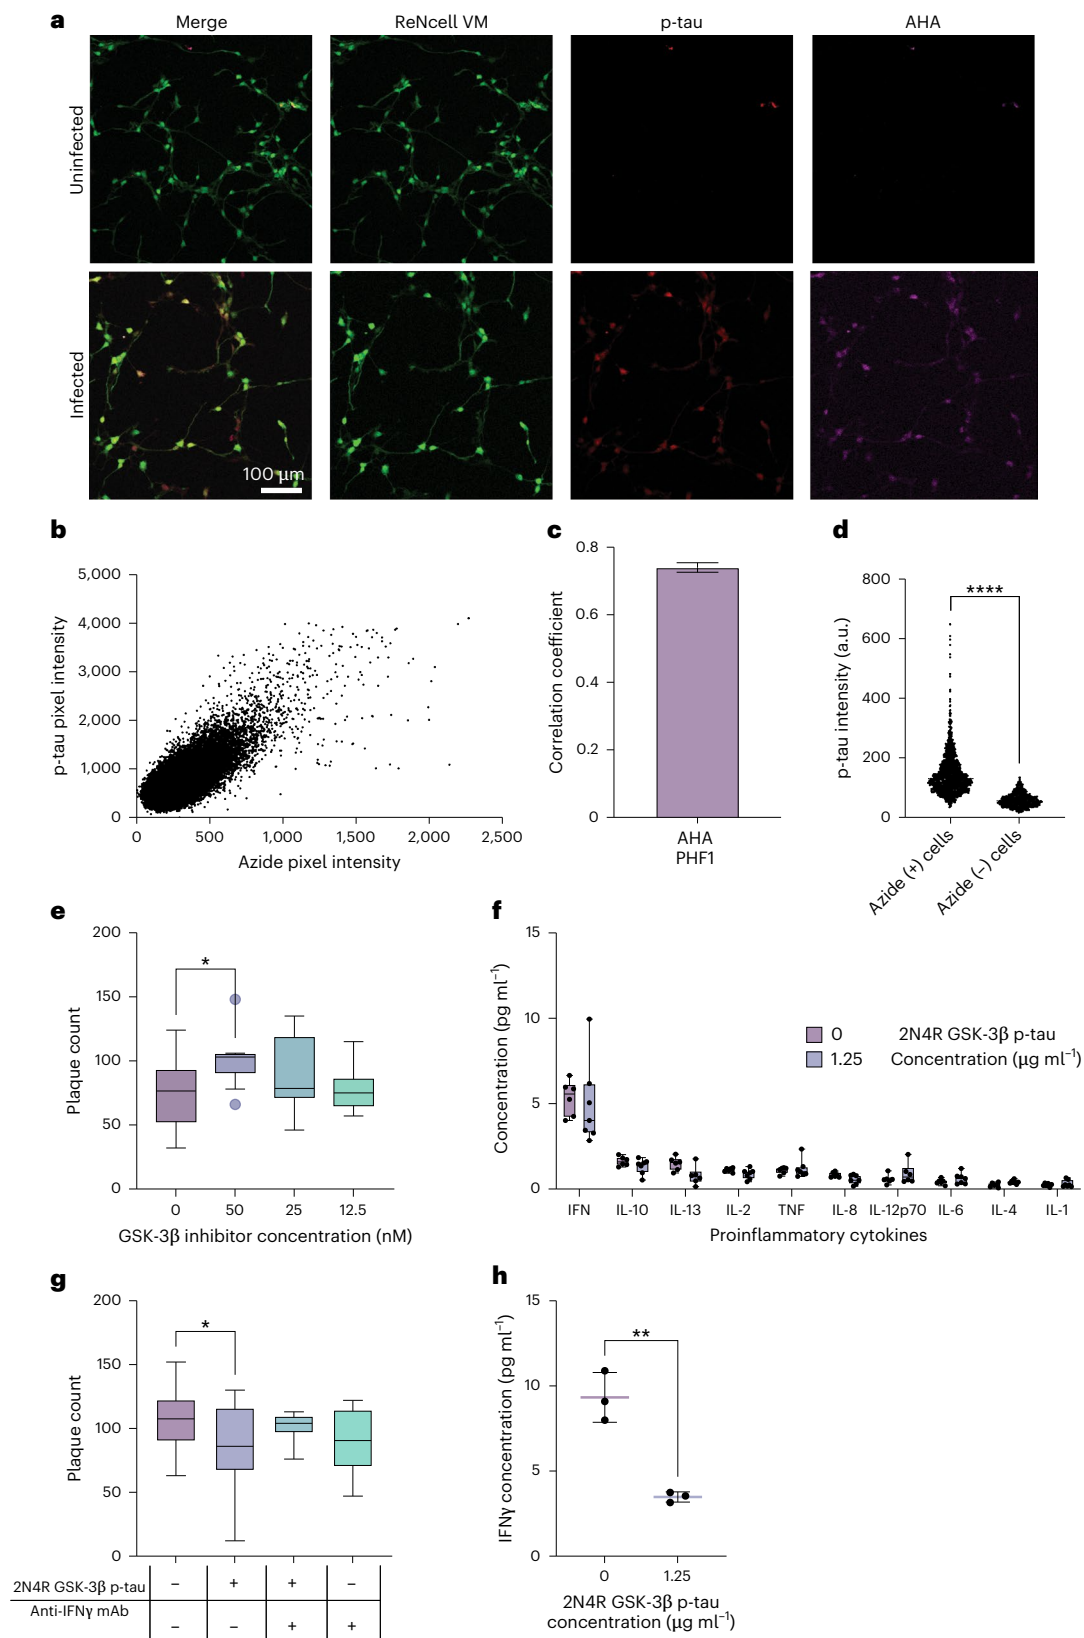 a
Merge
ReNcell VM
p-tau
AHA
Uninfected
Infected
100 µm
b
5,000
4,000
3,000
2,000
1,000
0
p-tau pixel intensity
0
500
1,000
1,500
2,000
2,500
Azide pixel intensity
c
0.8
0.6
0.4
0.2
0
Correlation coefficient
AHA
PHF1
d
800
600
400
200
0
p-tau intensity (a.u.)
****
Azide (+) cells
Azide (−) cells
e
200
150
100
50
0
Plaque count
*
0
50
25
12.5
GSK-3β inhibitor concentration (nM)
f
15
10
5
0
Concentration (pg ml⁻¹)
0
2N4R GSK-3β p-tau
1.25
Concentration (µg ml⁻¹)
IFN
IL-10
IL-13
IL-2
TNF
IL-8
IL-12p70
IL-6
IL-4
IL-1
Proinflammatory cytokines
g
200
150
100
50
0
Plaque count
*
2N4R GSK-3β p-tau − + + −
Anti-IFNγ mAb − − + +
h
15
10
5
0
IFNγ concentration (pg ml⁻¹)
**
0
1.25
2N4R GSK-3β p-tau
concentration (µg ml⁻¹)